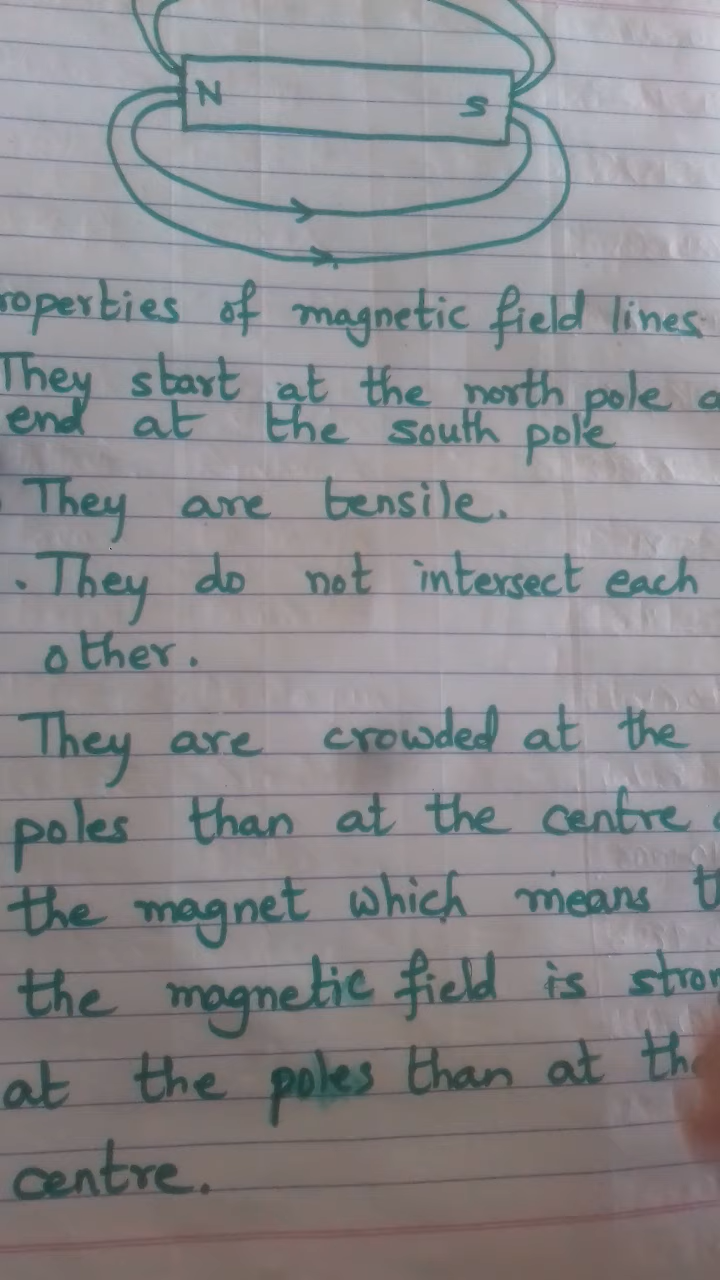 N S
roperties of magnetic field lines
They start at the north pole
end at the south pole
They are tensile.
. They do not intersect each
other.
They are crowded at the
poles than at the centre
the magnet which means
the magnetic field is stron
at the poles than at the
centre.